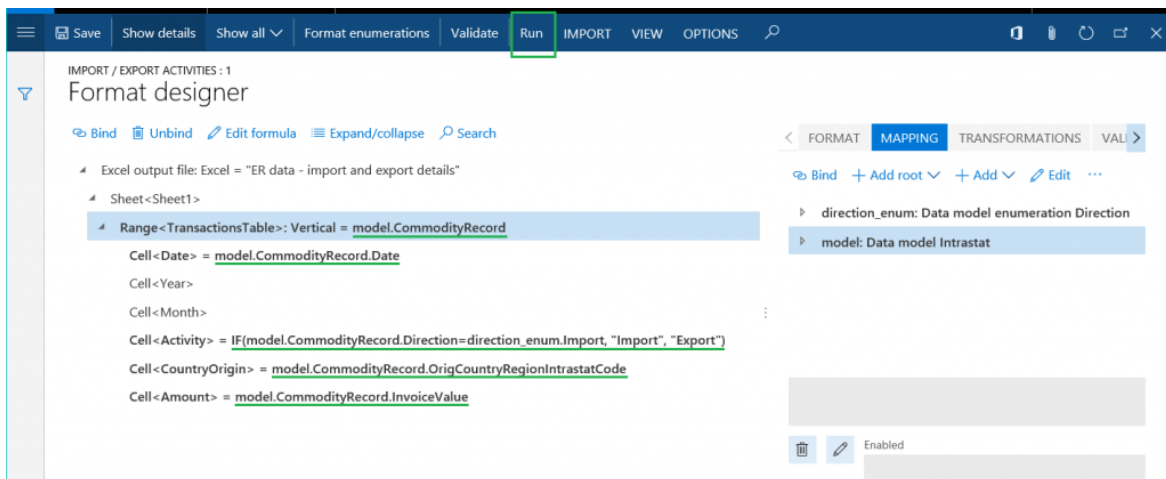 Save Show details Show all Format enumerations Validate Run IMPORT VIEW OPTIONS
IMPORT / EXPORT ACTIVITIES : 1
Format designer
Bind Unbind Edit formula Expand/collapse Search
FORMAT MAPPING TRANSFORMATIONS VALI
Bind + Add root + Add Edit ...
Excel output file: Excel = "ER data - import and export details"
Sheet<Sheet1>
Range<TransactionsTable>: Vertical = model.CommodityRecord
Cell<Date> = model.CommodityRecord.Date
Cell<Year>
Cell<Month>
Cell<Activity> = IF(model.CommodityRecord.Direction=direction_enum.Import, "Import", "Export")
Cell<CountryOrigin> = model.CommodityRecord.OrigCountryRegionIntrastatCode
Cell<Amount> = model.CommodityRecord.InvoiceValue
direction_enum: Data model enumeration Direction
model: Data model Intrastat
Enabled